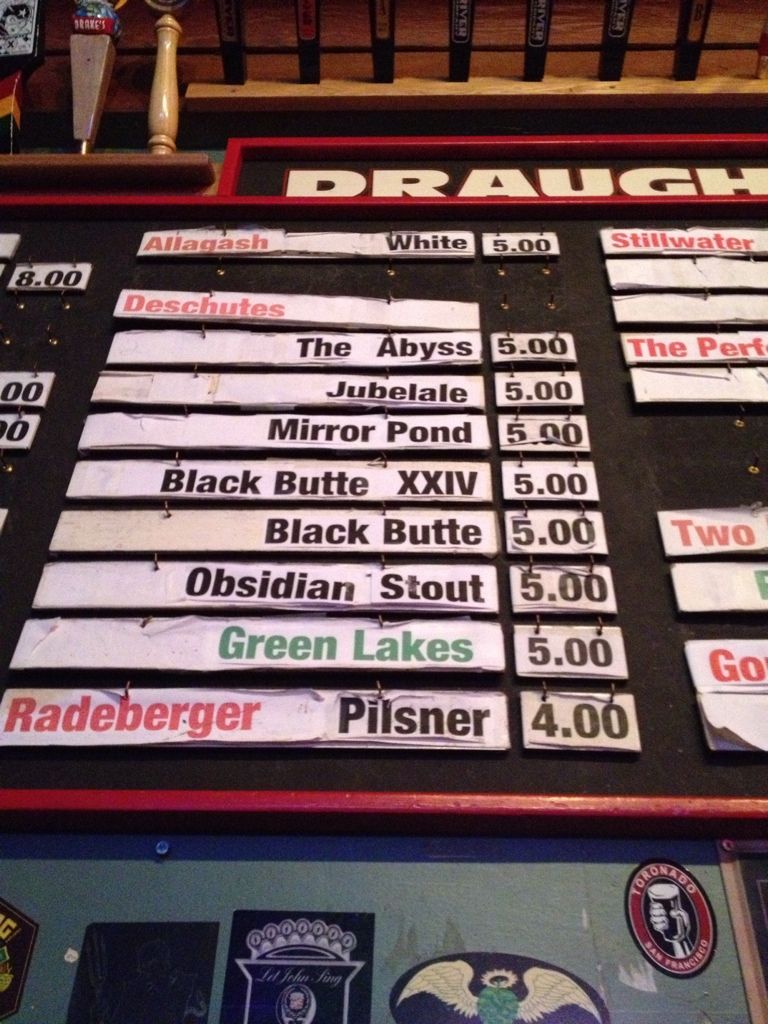 DRAKE'S
DRAUGH
Allagash White 5.00
8.00
Deschutes
The Abyss 5.00
Jubelale 5.00
00
Mirror Pond 5.00
00
Black Butte XXIV 5.00
Black Butte 5.00
Obsidian Stout 5.00
Green Lakes 5.00
Radeberger Pilsner 4.00
Stillwater
The Perf
Two
Go
TORONADO
SAN FRANCISCO
Let John Sing